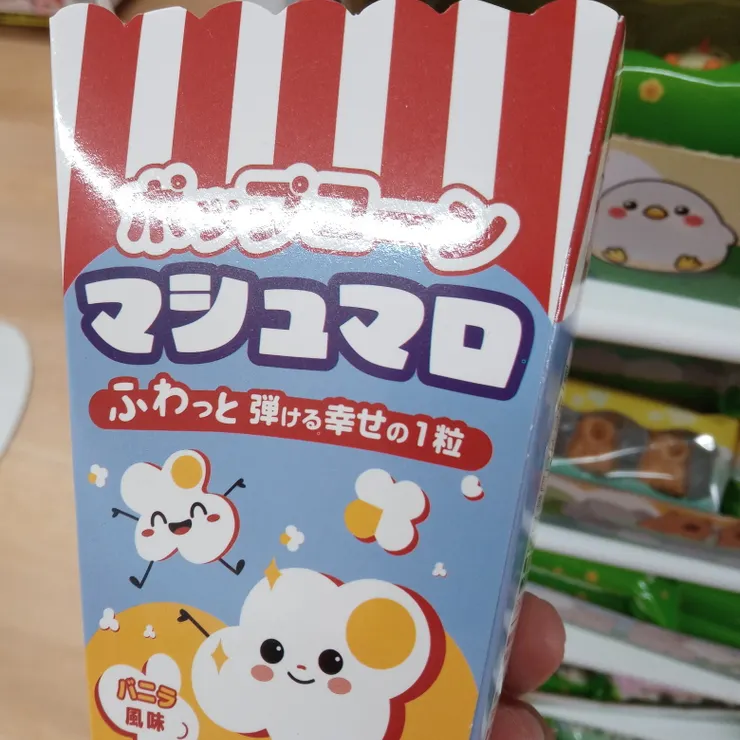 ポップコーン
マシュマロ
ふわっと 弾ける幸せの1粒
バニラ
風味